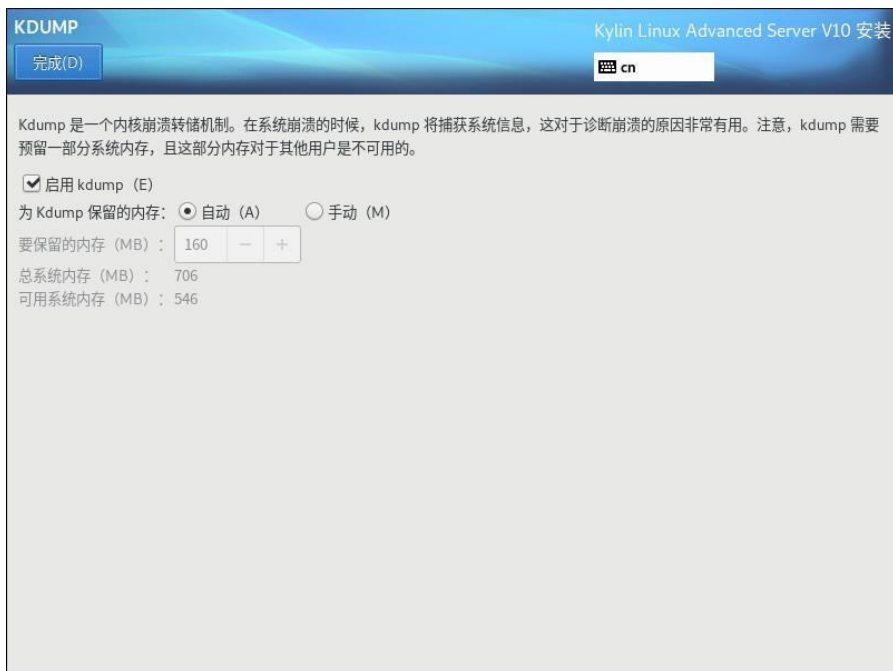 KDUMP
Kylin Linux Advanced Server V10 安装
完成(D)
cn
Kdump 是一个内核崩溃转储机制。在系统崩溃的时候，kdump 将捕获系统信息，这对于诊断崩溃的原因非常有用。注意，kdump 需要
预留一部分系统内存，且这部分内存对于其他用户是不可用的。
启用 kdump（E）
为 Kdump 保留的内存： 自动（A） 手动（M）
要保留的内存（MB）： 160 − +
总系统内存（MB）： 706
可用系统内存（MB）： 546